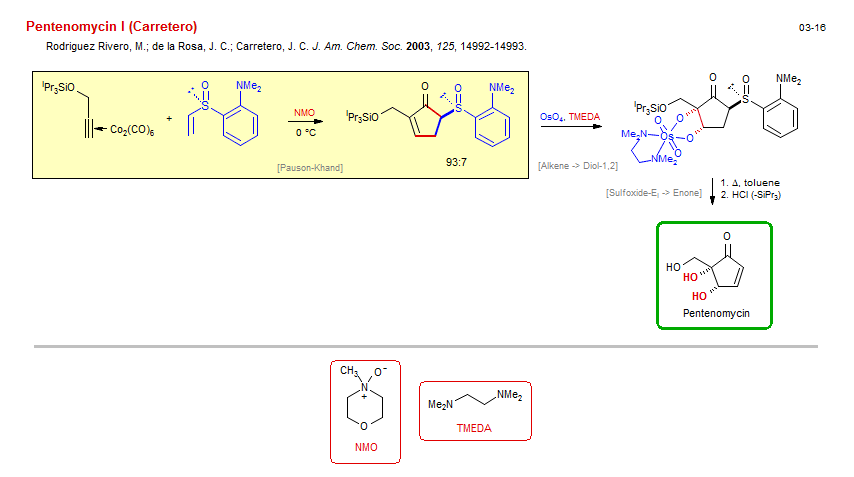 Pentenomycin I (Carretero)
03-16
Rodriguez Rivero, M.; de la Rosa, J. C.; Carretero, J. C. J. Am. Chem. Soc. 2003, 125, 14992-14993.
iPr3SiO
Co2(CO)6
+
O
S
NMe2
NMO
0 °C
[Pauson-Khand]
iPr3SiO
O
O
S
NMe2
93:7
OsO4, TMEDA
[Alkene -> Diol-1,2]
iPr3SiO
O
O
S
NMe2
O
O
Me2N
Os
O
O
NMe2
[Sulfoxide-Ei -> Enone]
1. Δ, toluene
2. HCl (-SiPr3)
O
HO
HO
HO
Pentenomycin
CH3
O-
N
+
O
NMO
Me2N
NMe2
TMEDA